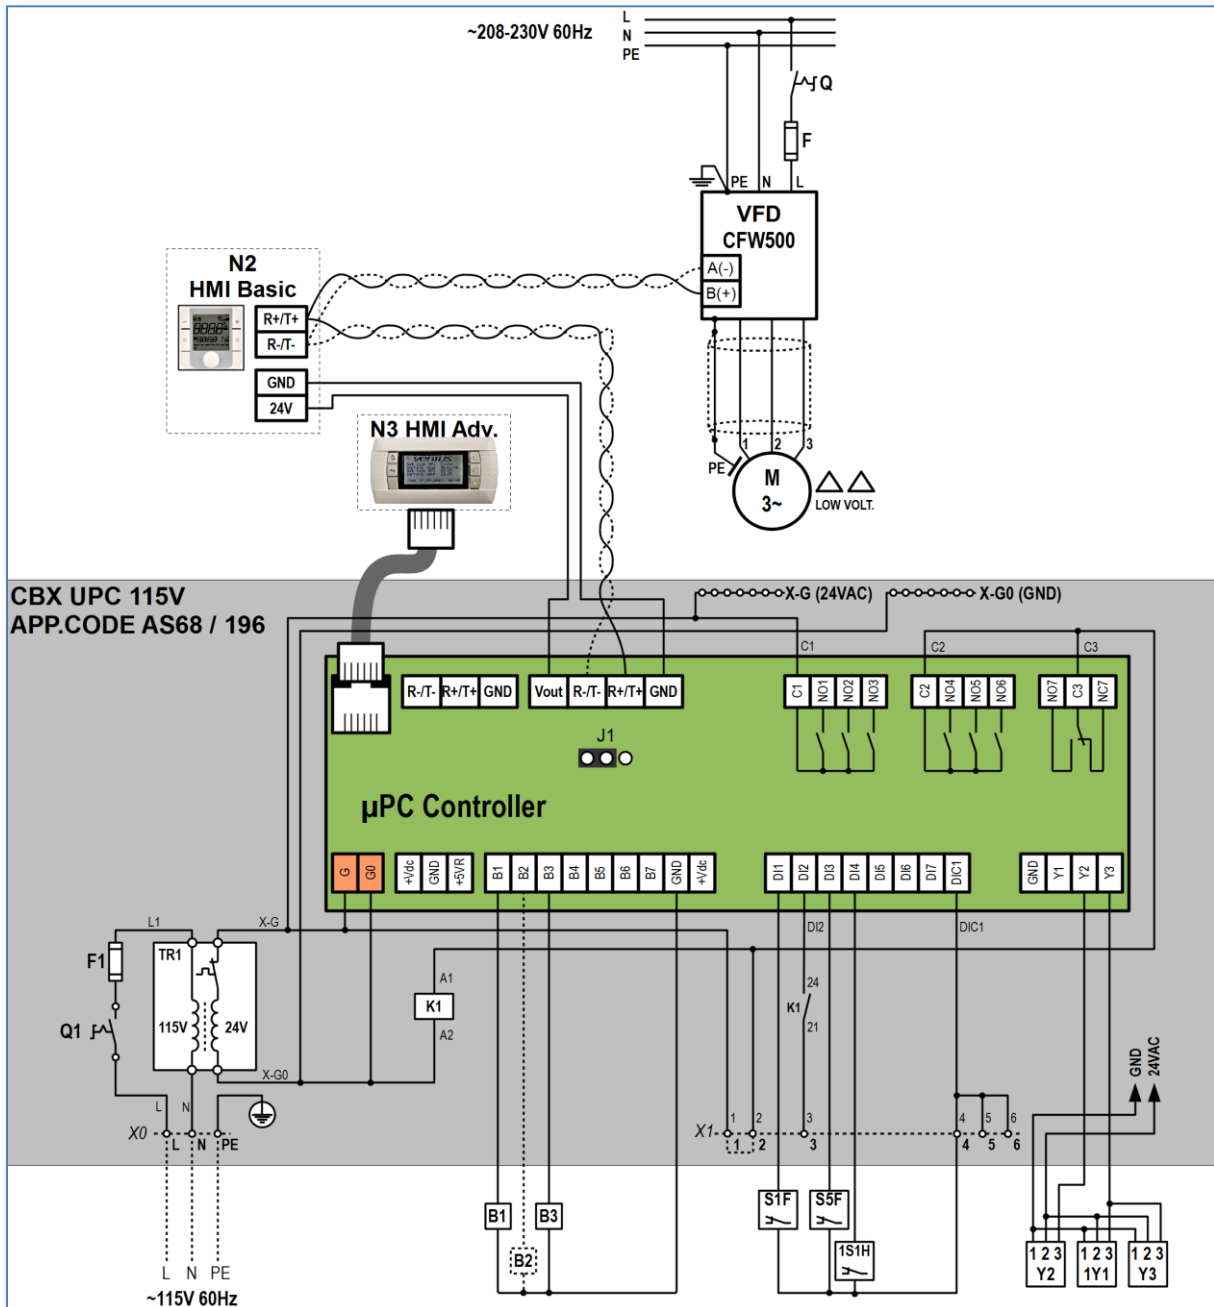 L
~208-230V 60Hz
N
PE
Q
F
PE N L
VFD
CFW500
A(-)
B(+)
N2
HMI Basic
R+/T+
R-/T-
GND
24V
N3 HMI Adv.
VENTUS
1 2 3
PE
M
3~
LOW VOLT.
CBX UPC 115V
APP.CODE AS68 / 196
X-G (24VAC)
X-G0 (GND)
C1
C2
C3
R-/T- R+/T+ GND
Vout R-/T- R+/T+ GND
C1 NO1 NO2 NO3
C2 NO4 NO5 NO6
NO7 C3 NC7
J1
µPC Controller
G G0
+Vdc GND +5VR
B1 B2 B3 B4 B5 B6 B7 GND +Vdc
DI1 DI2 DI3 DI4 DI5 DI6 DI7 DIC1
GND Y1 Y2 Y3
L1
X-G
DI2
DIC1
F1
TR1
A1
K1
A2
24
K1
21
Q1
115V
24V
X-G0
GND
24VAC
L N
1 2 3 4 5 6
X0 L N PE
X1 1 2 3 4 5 6
S1F
S5F
B1
B3
1S1H
B2
1 2 3
Y2
1 2 3
1Y1
1 2 3
Y3
L N PE
~115V 60Hz